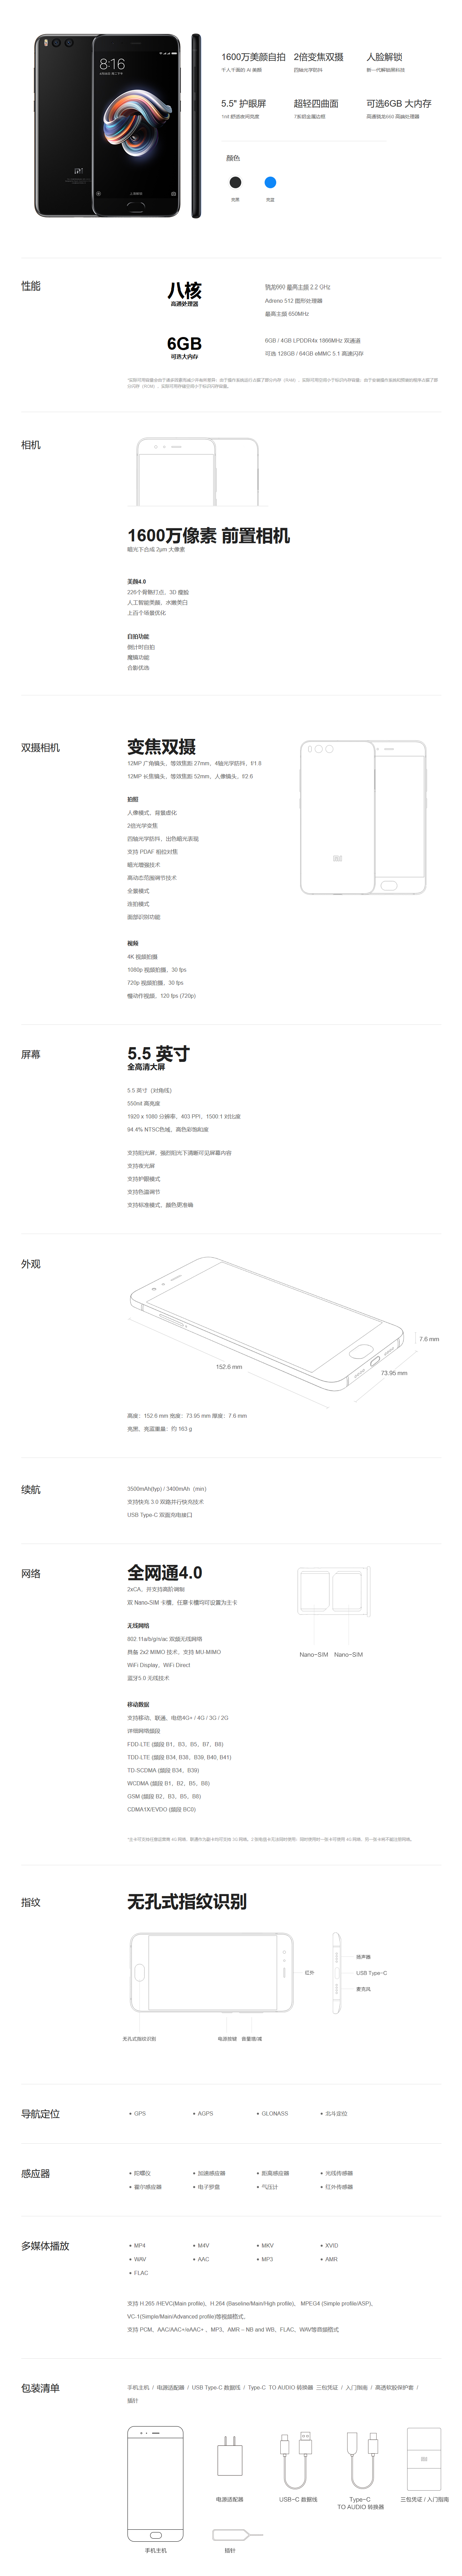 8:16
1600万美颜自拍 2倍变焦双摄 人脸解锁
千人千面的 AI 美颜 四轴光学防抖 新一代解锁黑科技
5.5" 护眼屏 超轻四曲面 可选6GB 大内存
1nit 舒适夜间亮度 7系铝金属边框 高通骁龙660 高端处理器
颜色
亮黑 亮蓝
性能
八核
高通处理器
骁龙660 最高主频 2.2 GHz
Adreno 512 图形处理器
最高主频 650MHz
6GB
可选大内存
6GB / 4GB LPDDR4x 1866MHz 双通道
可选 128GB / 64GB eMMC 5.1 高速闪存
相机
1600万像素 前置相机
暗光下合成 2μm 大像素
美颜4.0
226个骨骼打点，3D 瘦脸
人工智能美颜，水嫩美白
上百个场景优化
自拍功能
倒计时自拍
魔镜功能
合影优选
双摄相机
变焦双摄
12MP 广角镜头，等效焦距 27mm，4轴光学防抖，f/1.8
12MP 长焦镜头，等效焦距 52mm，人像镜头，f/2.6
拍照
人像模式，背景虚化
2倍光学变焦
四轴光学防抖，出色暗光表现
支持 PDAF 相位对焦
暗光增强技术
高动态范围调节技术
全景模式
连拍模式
面部识别功能
视频
4K 视频拍摄
1080p 视频拍摄，30 fps
720p 视频拍摄，30 fps
慢动作视频，120 fps (720p)
屏幕
5.5 英寸
全高清大屏
5.5 英寸（对角线）
550nit 高亮度
1920 x 1080 分辨率，403 PPI，1500:1 对比度
94.4% NTSC色域，高色彩饱和度
支持阳光屏，强烈阳光下清晰可见屏幕内容
支持夜光屏
支持护眼模式
支持色温调节
支持标准模式，颜色更准确
外观
7.6 mm
152.6 mm
73.95 mm
高度：152.6 mm 宽度：73.95 mm 厚度：7.6 mm
亮黑、亮蓝重量：约 163 g
续航
3500mAh(typ) / 3400mAh（min）
支持快充 3.0 双路并行快充技术
USB Type-C 双面充电接口
网络
全网通4.0
2xCA，并支持高阶调制
双 Nano-SIM 卡槽，任意卡槽均可设置为主卡
Nano-SIM Nano-SIM
无线网络
802.11a/b/g/n/ac 双频无线网络
具备 2x2 MIMO 技术，支持 MU-MIMO
WiFi Display，WiFi Direct
蓝牙5.0 无线技术
移动数据
支持移动、联通、电信4G+ / 4G / 3G / 2G
详细网络频段
FDD-LTE (频段 B1，B3，B5，B7，B8)
TDD-LTE (频段 B34, B38，B39, B40, B41)
TD-SCDMA (频段 B34，B39)
WCDMA (频段 B1，B2，B5，B8)
GSM (频段 B2，B3，B5，B8)
CDMA1X/EVDO (频段 BC0)
指纹
无孔式指纹识别
红外
扬声器
USB Type-C
麦克风
无孔式指纹识别 电源按键 音量增/减
导航定位
• GPS • AGPS • GLONASS • 北斗定位
感应器
• 陀螺仪 • 加速感应器 • 距离感应器 • 光线传感器
• 霍尔感应器 • 电子罗盘 • 气压计 • 红外传感器
多媒体播放
• MP4 • M4V • MKV • XVID
• WAV • AAC • MP3 • AMR
• FLAC
支持 H.265 /HEVC(Main profile)，H.264 (Baseline/Main/High profile)， MPEG4 (Simple profile/ASP)，
VC-1(Simple/Main/Advanced profile)等视频格式.
支持 PCM，AAC/AAC+/eAAC+，MP3，AMR – NB and WB，FLAC，WAV等音频格式
包装清单
手机主机 / 电源适配器 / USB Type-C 数据线 / Type-C TO AUDIO 转换器 三包凭证 / 入门指南 / 高透软胶保护套 /
插针
电源适配器 USB-C 数据线 Type-C
TO AUDIO 转换器 三包凭证 / 入门指南
手机主机 插针